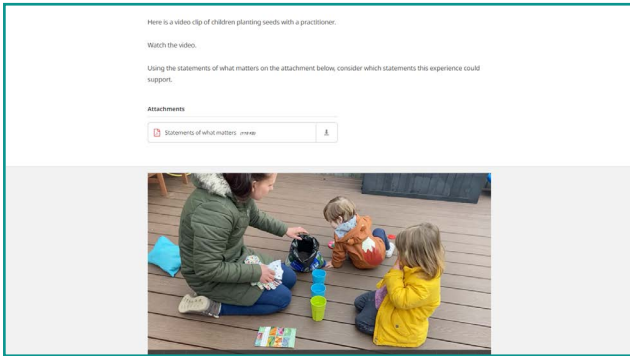 Here is a video clip of children planting seeds with a practitioner.
Watch the video.
Using the statements of what matters on the attachment below, consider which statements this experience could
support.
Attachments
Statements of what matters